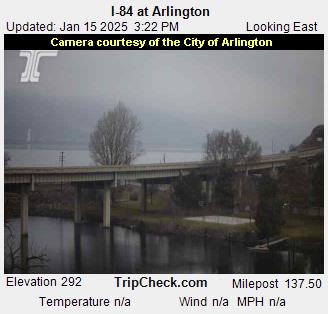 I-84 at Arlington
Updated: Jan 15 2025 3:22 PM Looking East
Camera courtesy of the City of Arlington
Elevation 292 TripCheck.com Milepost 137.50
Temperature n/a Wind n/a MPH n/a